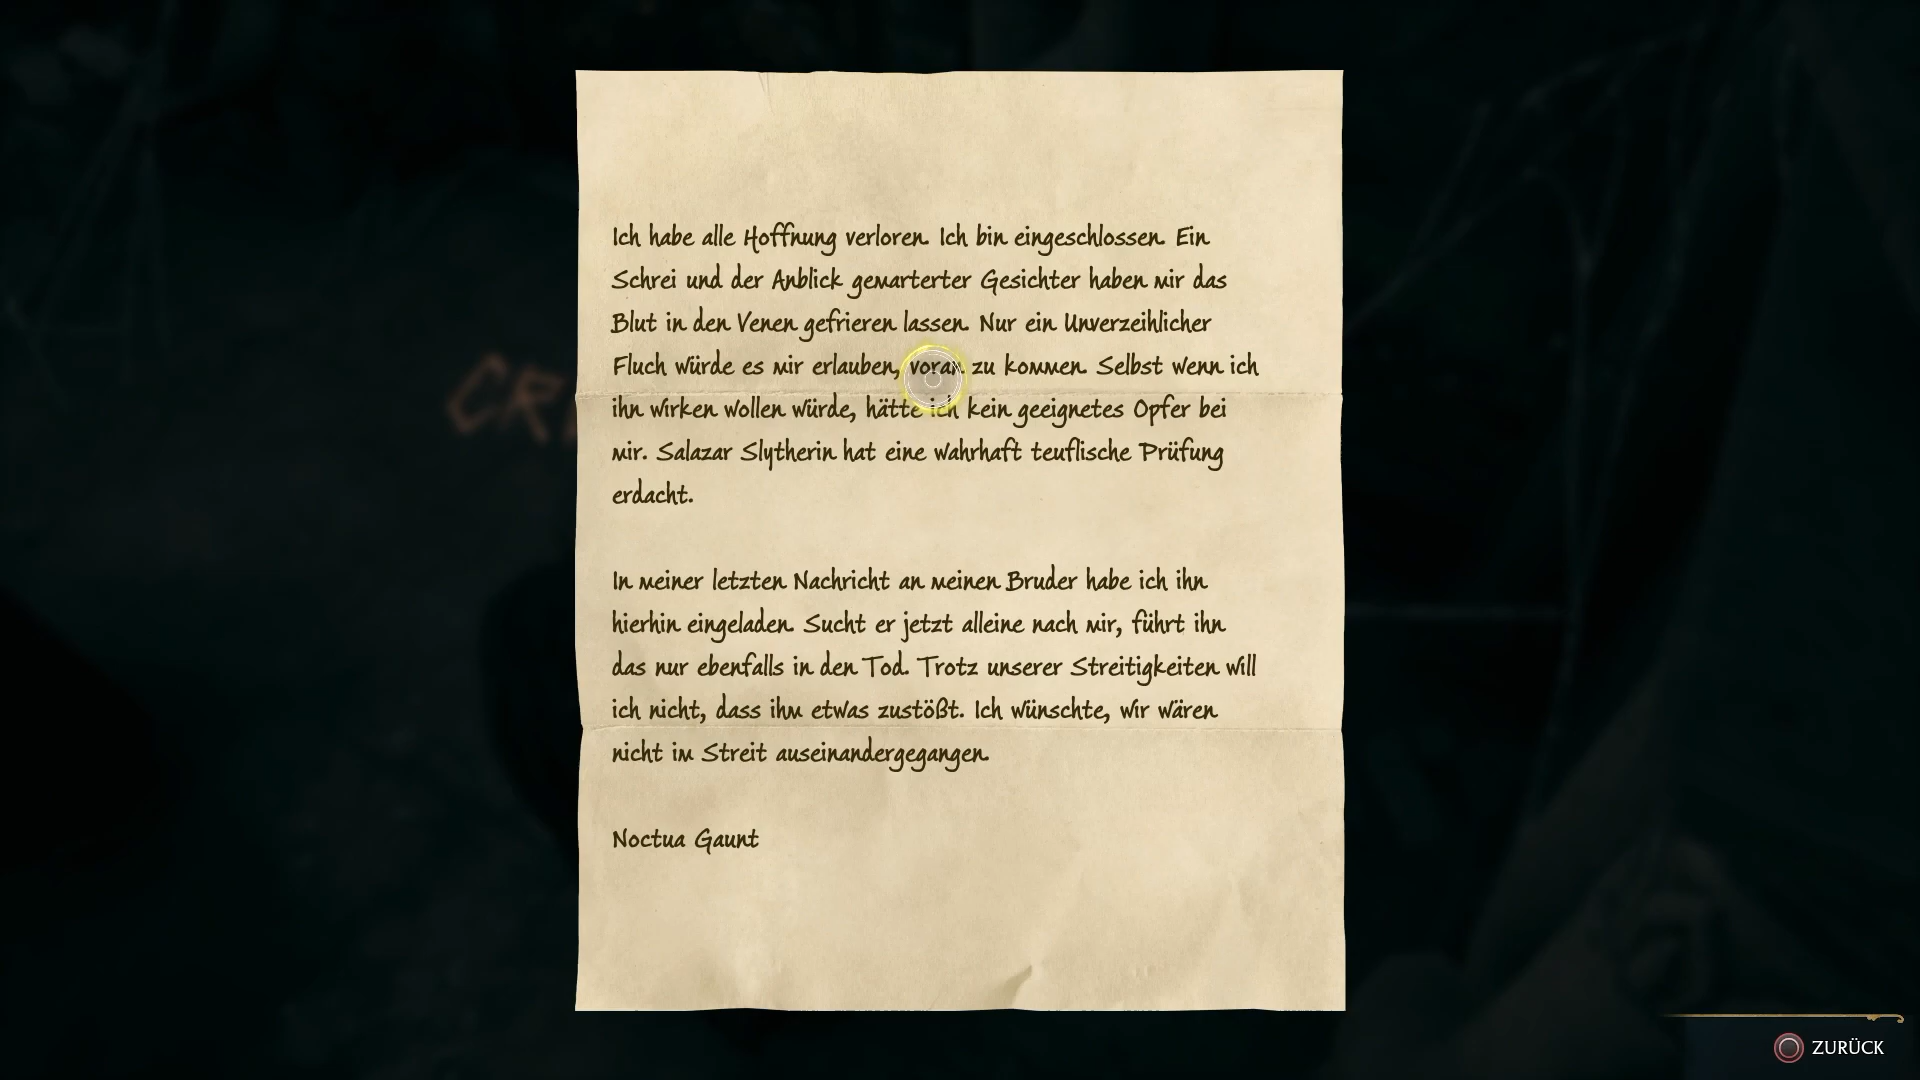 Ich habe alle Hoffnung verloren. Ich bin eingeschlossen. Ein
Schrei und der Anblick gemarterter Gesichter haben mir das
Blut in den Venen gefrieren lassen. Nur ein Unverzeihlicher
Fluch würde es mir erlauben, voran zu kommen. Selbst wenn ich
ihn wirken wollen würde, hätte ich kein geeignetes Opfer bei
mir. Salazar Slytherin hat eine wahrhaft teuflische Prüfung
erdacht.
In meiner letzten Nachricht an meinen Bruder habe ich ihn
hierhin eingeladen. Sucht er jetzt alleine nach mir, führt ihn
das nur ebenfalls in den Tod. Trotz unserer Streitigkeiten will
ich nicht, dass ihm etwas zustößt. Ich wünschte, wir wären
nicht im Streit auseinandergegangen.
Noctua Gaunt
CR
ZURÜCK